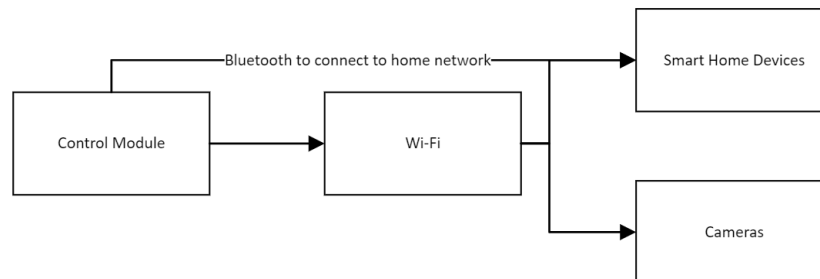 Bluetooth to connect to home network
Smart Home Devices
Control Module
Wi-Fi
Cameras